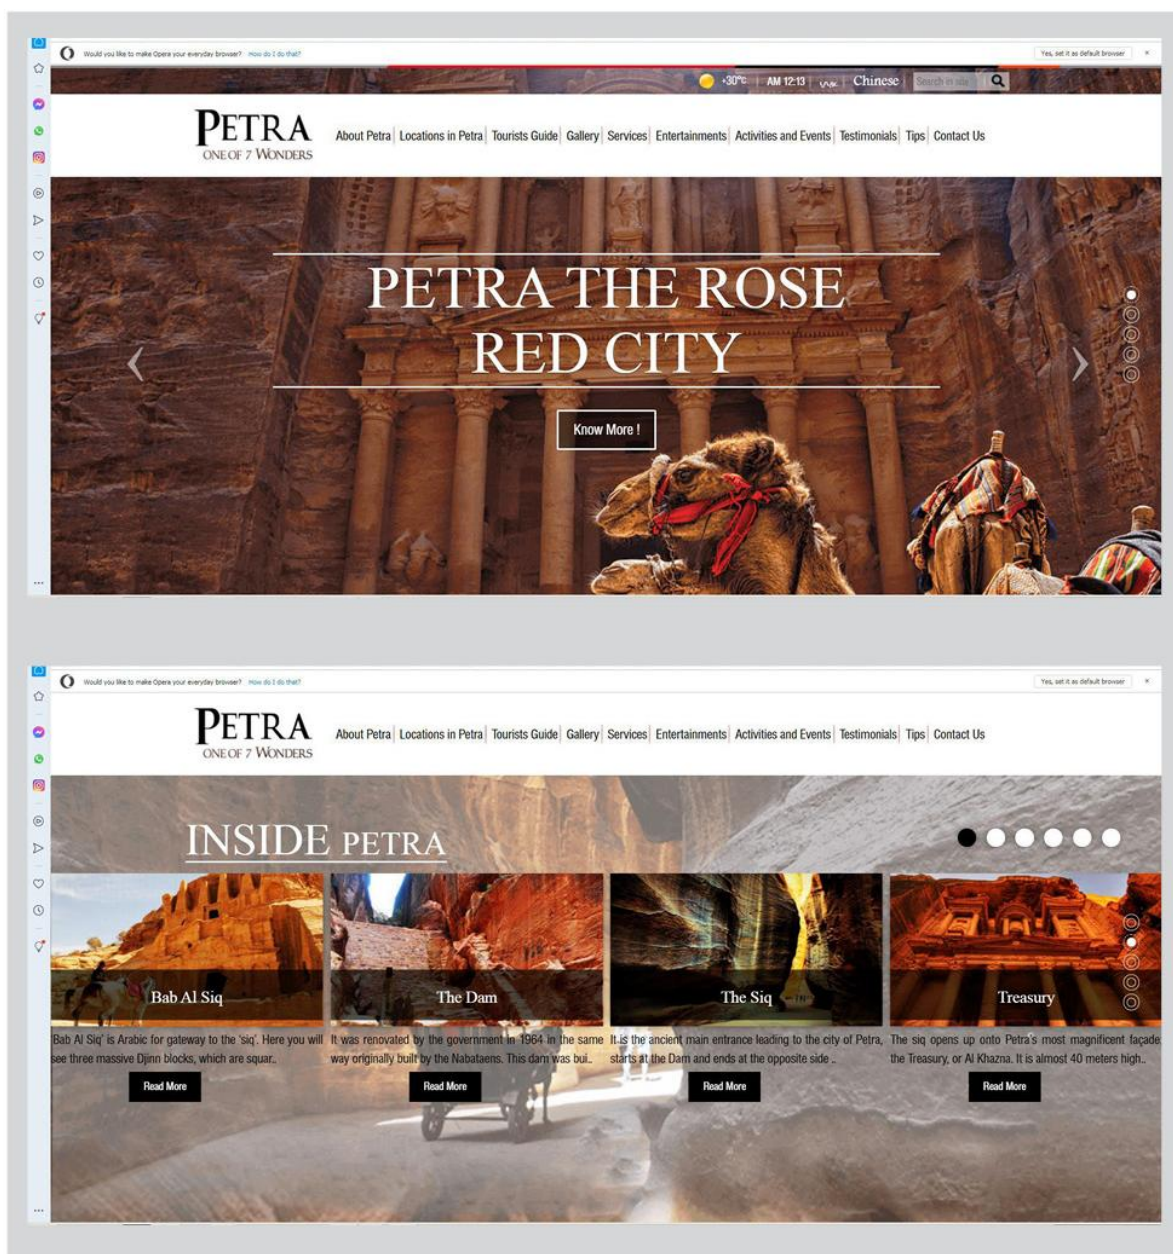 Would you like to make Opera your everyday browser? How do I do that?
Yes, set it as default browser
+30°C AM 12:13 عربي Chinese Search in site
PETRA
ONE OF 7 WONDERS
About Petra Locations in Petra Tourists Guide Gallery Services Entertainments Activities and Events Testimonials Tips Contact Us
PETRA THE ROSE
RED CITY
Know More !
Would you like to make Opera your everyday browser? How do I do that?
Yes, set it as default browser
PETRA
ONE OF 7 WONDERS
About Petra Locations in Petra Tourists Guide Gallery Services Entertainments Activities and Events Testimonials Tips Contact Us
INSIDE PETRA
Bab Al Siq
'Bab Al Siq' is Arabic for gateway to the 'siq'. Here you will
see three massive Djinn blocks, which are squar..
Read More
The Dam
It was renovated by the government in 1964 in the same
way originally built by the Nabataens. This dam was bui..
Read More
The Siq
It is the ancient main entrance leading to the city of Petra,
starts at the Dam and ends at the opposite side ..
Read More
Treasury
The siq opens up onto Petra's most magnificent façade;
the Treasury, or Al Khazna. It is almost 40 meters high..
Read More